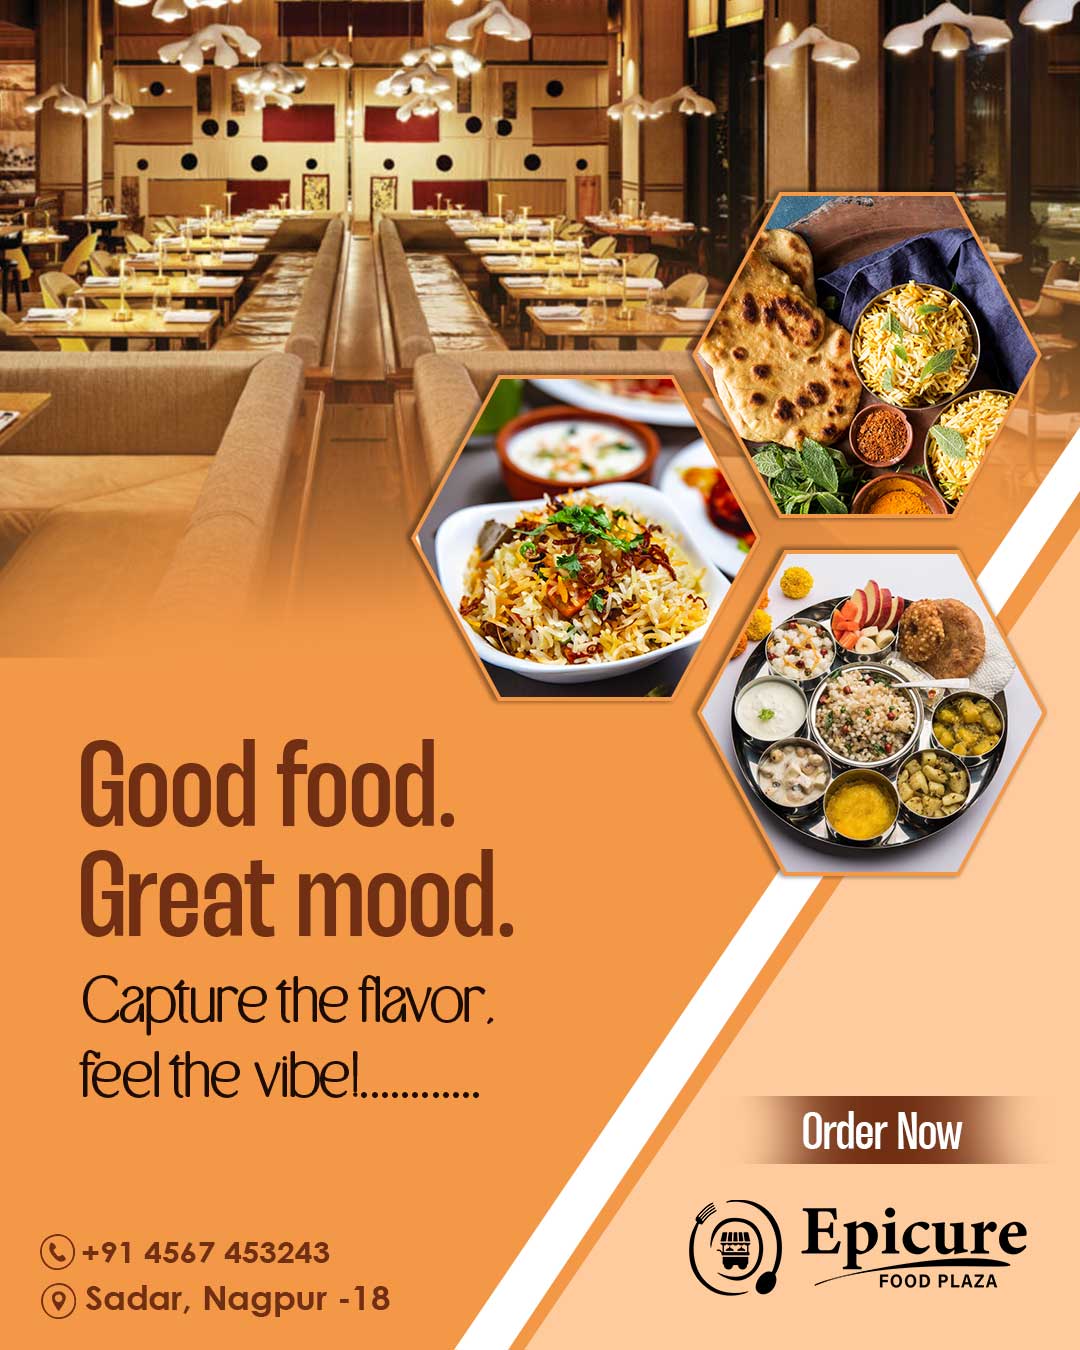 Good food.
Great mood.
Capture the flavor,
feel the vibe!............
Order Now
+91 4567 453243
Sadar, Nagpur -18
Epicure
FOOD PLAZA